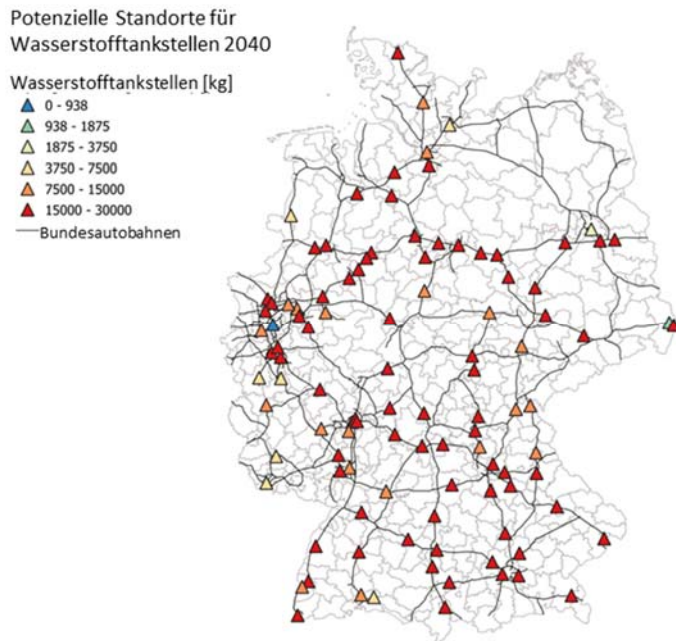 Potenzielle Standorte für
Wasserstofftankstellen 2040
Wasserstofftankstellen [kg]
0 - 938
938 - 1875
1875 - 3750
3750 - 7500
7500 - 15000
15000 - 30000
Bundesautobahnen